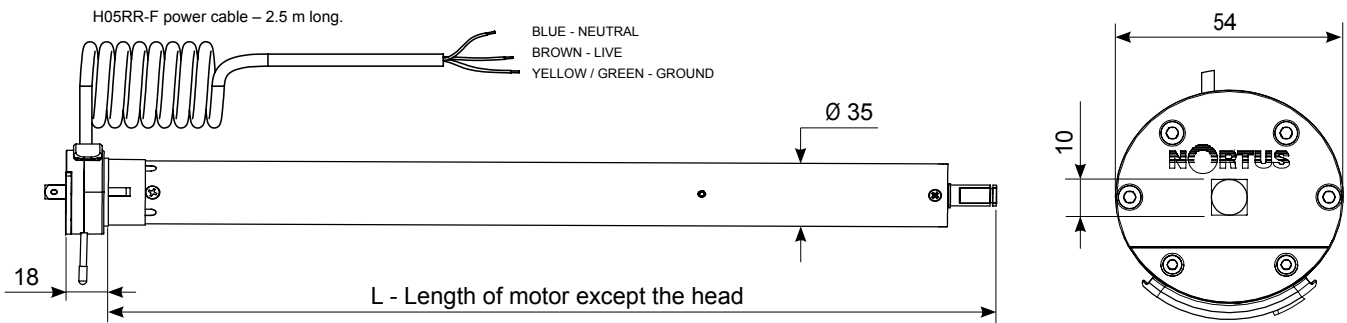 H05RR-F power cable – 2.5 m long.
BLUE - NEUTRAL
BROWN - LIVE
YELLOW / GREEN - GROUND
Ø 35
18
L - Length of motor except the head
54
10
NORTUS